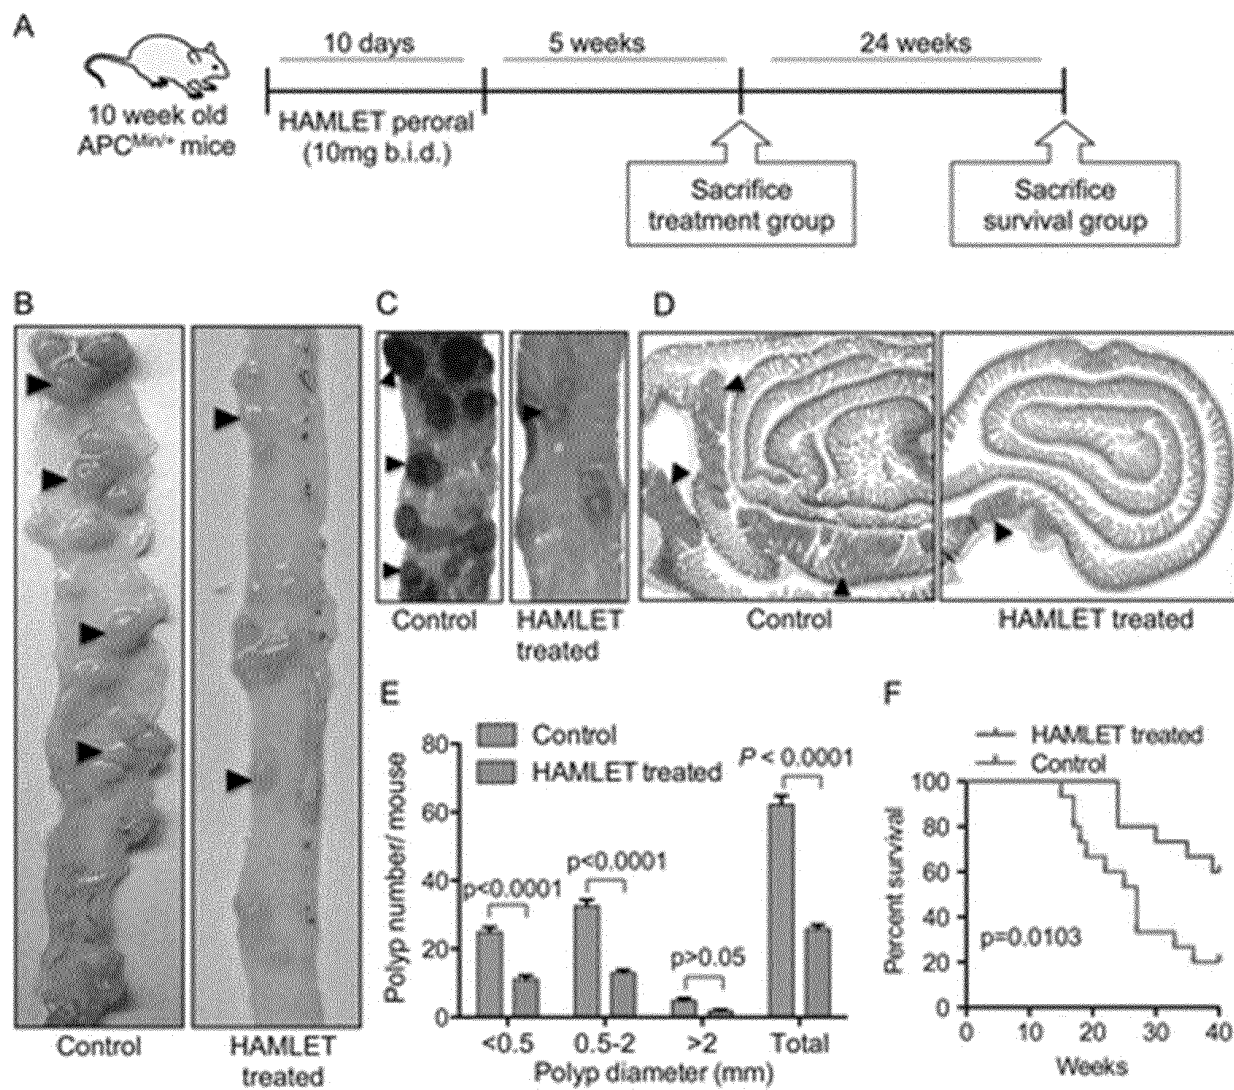 A
10 days
5 weeks
24 weeks
10 week old
APC^Min/+ mice
HAMLET peroral
(10mg b.i.d.)
Sacrifice
treatment group
Sacrifice
survival group
B
C
D
Control
HAMLET
treated
Control
HAMLET treated
Control
HAMLET
treated
E
Control
HAMLET treated
Polyp number/ mouse
80
60
40
20
0
p<0.0001
p<0.0001
p>0.05
P < 0.0001
<0.5
0.5-2
>2
Total
Polyp diameter (mm)
F
HAMLET treated
Control
Percent survival
100
80
60
40
20
0
p=0.0103
0
10
20
30
40
Weeks